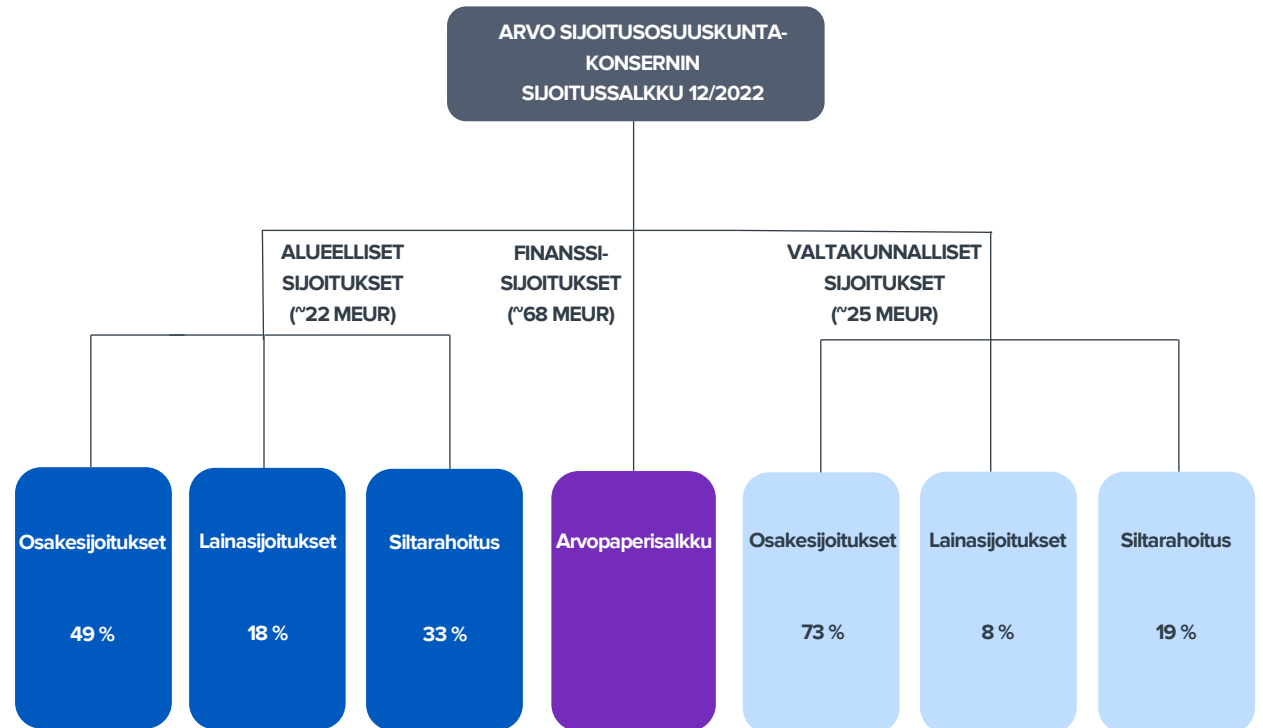 ARVO SIJOITUSOSUUSKUNTA-
KONSERNIN
SIJOITUSSALKKU 12/2022
ALUEELLISET
SIJOITUKSET
(~22 MEUR)
FINANSSI-
SIJOITUKSET
(~68 MEUR)
VALTAKUNNALLISET
SIJOITUKSET
(~25 MEUR)
Osakesijoitukset
49 %
Lainasijoitukset
18 %
Siltarahoitus
33 %
Arvopaperisalkku
Osakesijoitukset
73 %
Lainasijoitukset
8 %
Siltarahoitus
19 %